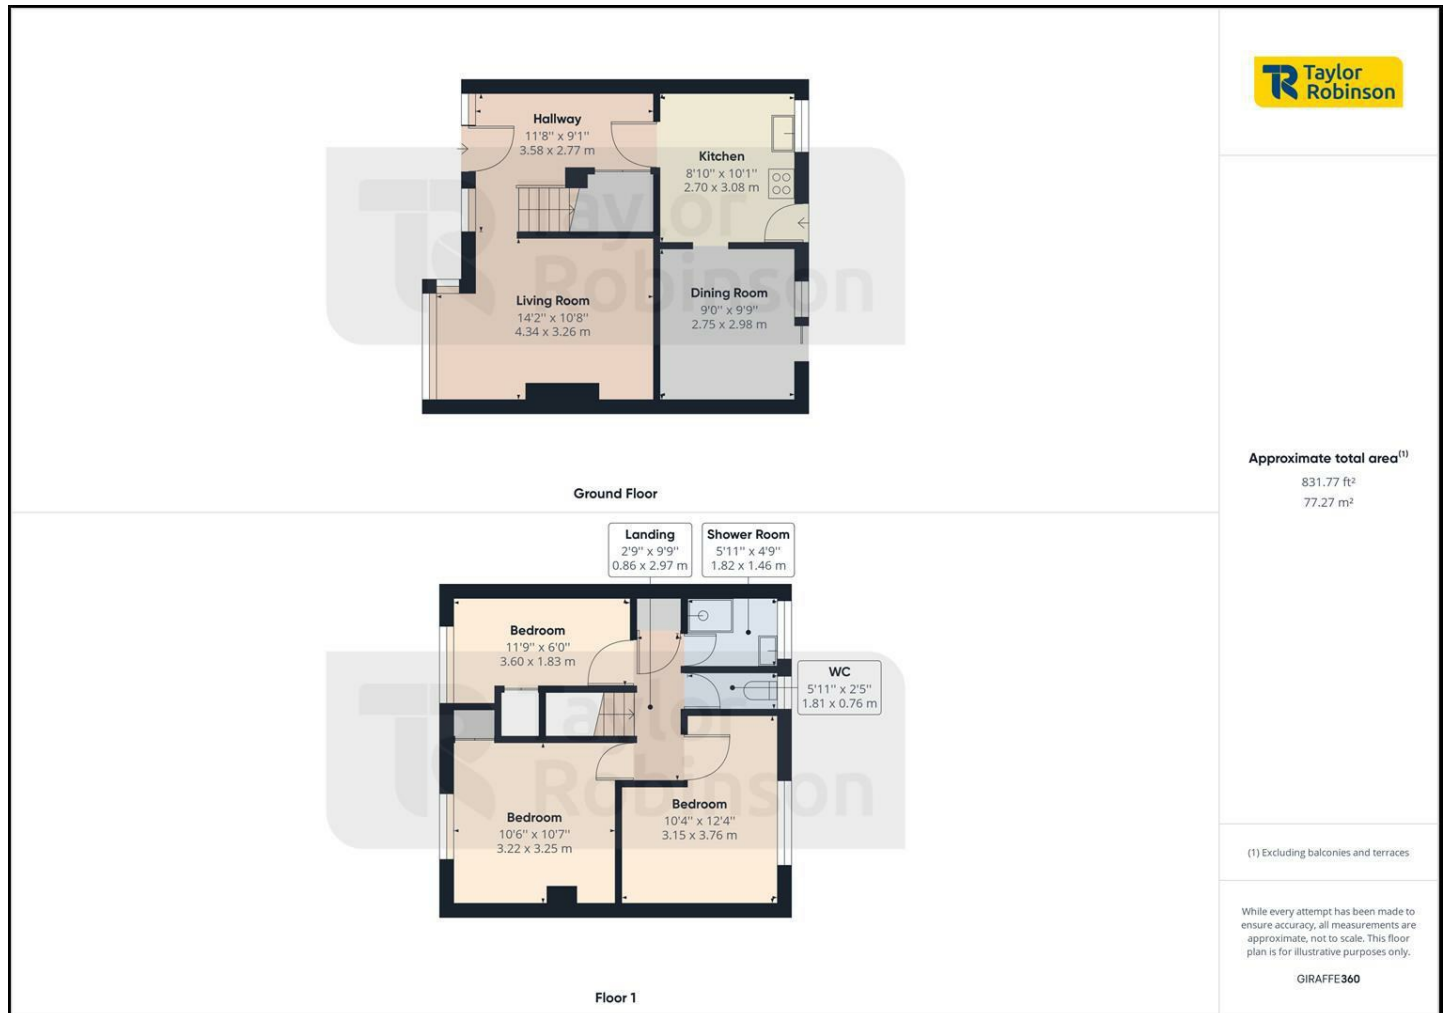 Taylor
Robinson
Hallway
11'8'' x 9'1''
3.58 x 2.77 m
Kitchen
8'10'' x 10'1''
2.70 x 3.08 m
Taylor
Robinson
Living Room
14'2'' x 10'8''
4.34 x 3.26 m
Dining Room
9'0'' x 9'9''
2.75 x 2.98 m
Ground Floor
Approximate total area(1)
831.77 ft²
77.27 m²
Landing
2'9'' x 9'9''
0.86 x 2.97 m
Shower Room
5'11'' x 4'9''
1.82 x 1.46 m
Bedroom
11'9'' x 6'0''
3.60 x 1.83 m
WC
5'11'' x 2'5''
1.81 x 0.76 m
Taylor
Robinson
Bedroom
10'6'' x 10'7''
3.22 x 3.25 m
Bedroom
10'4'' x 12'4''
3.15 x 3.76 m
Floor 1
(1) Excluding balconies and terraces
While every attempt has been made to
ensure accuracy, all measurements are
approximate, not to scale. This floor
plan is for illustrative purposes only.
GIRAFFE360